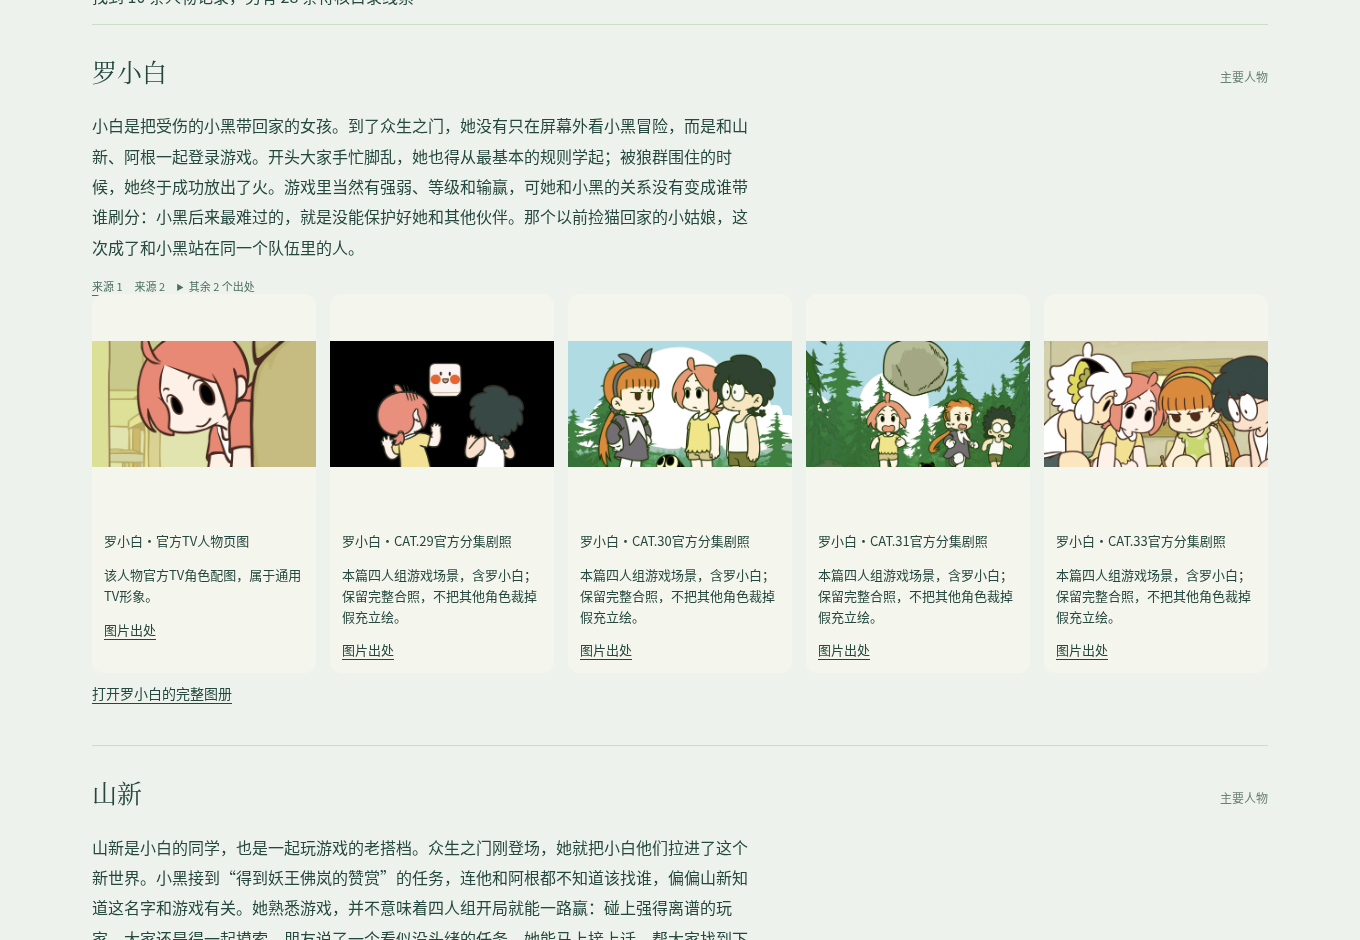 罗小白
主要人物
小白是把受伤的小黑带回家的女孩。到了众生之门，她没有只在屏幕外看小黑冒险，而是和山
新、阿根一起登录游戏。开头大家手忙脚乱，她也得从最基本的规则学起；被狼群围住的时
候，她终于成功放出了火。游戏里当然有强弱、等级和输赢，可她和小黑的关系没有变成谁带
谁刷分：小黑后来最难过的，就是没能保护好她和其他伙伴。那个以前捡猫回家的小姑娘，这
次成了和小黑站在同一个队伍里的人。
来源 1 来源 2 ▶ 其余 2 个出处
罗小白・官方TV人物页图
该人物官方TV角色配图，属于通用
TV形象。
图片出处
罗小白・CAT.29官方分集剧照
本篇四人组游戏场景，含罗小白；
保留完整合照，不把其他角色裁掉
假充立绘。
图片出处
罗小白・CAT.30官方分集剧照
本篇四人组游戏场景，含罗小白；
保留完整合照，不把其他角色裁掉
假充立绘。
图片出处
罗小白・CAT.31官方分集剧照
本篇四人组游戏场景，含罗小白；
保留完整合照，不把其他角色裁掉
假充立绘。
图片出处
罗小白・CAT.33官方分集剧照
本篇四人组游戏场景，含罗小白；
保留完整合照，不把其他角色裁掉
假充立绘。
图片出处
打开罗小白的完整图册
山新
主要人物
山新是小白的同学，也是一起玩游戏的老搭档。众生之门刚登场，她就把小白他们拉进了这个
新世界。小黑接到“得到妖王佛岚的赞赏”的任务，连他和阿根都不知道该找谁，偏偏山新知
道这名字和游戏有关。她熟悉游戏，并不意味着四人组开局就能一路赢：碰上强得离谱的玩